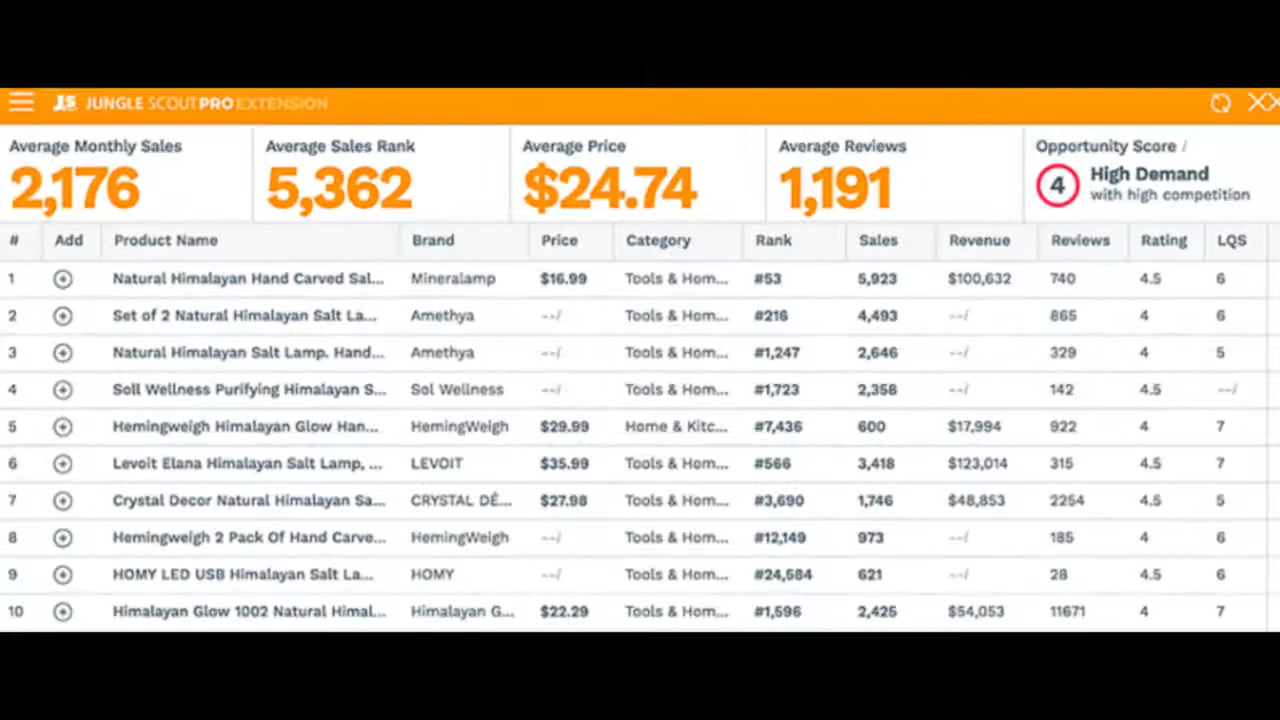 JS JUNGLE SCOUT PRO EXTENSION
Average Monthly Sales Average Sales Rank Average Price Average Reviews Opportunity Score /
2,176 5,362 $24.74 1,191 4 High Demand
with high competition
# Add Product Name Brand Price Category Rank Sales Revenue Reviews Rating LQS
1 Natural Himalayan Hand Carved Sal... Mineralamp $16.99 Tools & Hom... #53 5,923 $100,632 740 4.5 6
2 Set of 2 Natural Himalayan Salt La... Amethya --/ Tools & Hom... #216 4,493 --/ 865 4 6
3 Natural Himalayan Salt Lamp. Hand... Amethya --/ Tools & Hom... #1,247 2,646 --/ 329 4 5
4 Soll Wellness Purifying Himalayan S... Sol Wellness --/ Tools & Hom... #1,723 2,358 --/ 142 4.5 --/
5 Hemingweigh Himalayan Glow Han... HemingWeigh $29.99 Home & Kitc... #7,436 600 $17,994 922 4 7
6 Levoit Elana Himalayan Salt Lamp, ... LEVOIT $35.99 Tools & Hom... #566 3,418 $123,014 315 4.5 7
7 Crystal Decor Natural Himalayan Sa... CRYSTAL DÉ... $27.98 Tools & Hom... #3,690 1,746 $48,853 2254 4.5 5
8 Hemingweigh 2 Pack Of Hand Carve... HemingWeigh --/ Tools & Hom... #12,149 973 --/ 185 4 6
9 HOMY LED USB Himalayan Salt La... HOMY --/ Tools & Hom... #24,584 621 --/ 28 4.5 6
10 Himalayan Glow 1002 Natural Himal... Himalayan G... $22.29 Tools & Hom... #1,596 2,425 $54,053 11671 4 7